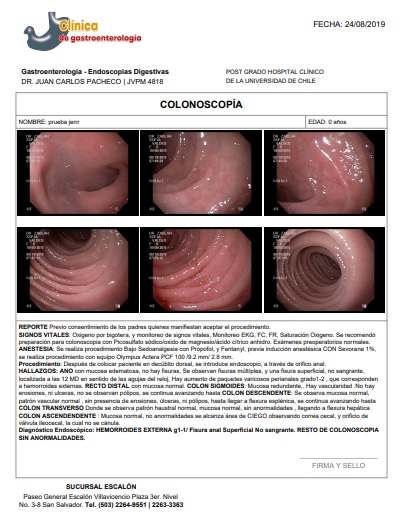 Clínica
de gastroenterología
FECHA: 24/08/2019
Gastroenterología - Endoscopias Digestivas
DR. JUAN CARLOS PACHECO | JVPM 4818
POST GRADO HOSPITAL CLÍNICO
DE LA UNIVERSIDAD DE CHILE
COLONOSCOPÍA
NOMBRE: prueba jerrr
EDAD: 0 años
REPORTE Previo consentimiento de los padres quienes manifiestan aceptar el procedimiento.
SIGNOS VITALES: Oxigeno por bigotera, y monitoreo de signos vitales, Monitoreo EKG, FC, FR, Saturación Oxigeno. Se recomendó
preparación para colonoscopia con Picosulfato sódico/oxido de magnesio/ácido cítrico anhidro. Exámenes preoperatorios normales.
ANESTESIA: Se realiza procedimiento Bajo Sedoanalgesia con Propofol, y Fentanyl, previa inducción anestésica CON Sevorane 1%,
se realiza procedimiento con equipo Olympus Actera PCF 100 /9.2 mm/ 2.8 mm.
Procedimiento: Después de colocar paciente en decúbito dorsal, se introduce endoscopio, a través de orifico anal.
HALLAZGOS: ANO con mucosa edematosa, no hay fisuras, Se observan fisuras múltiples, y una fisura superficial, no sangrante,
localizada a las 12 MD en sentido de las agujas del reloj, Hay aumento de paquetes varicosos perianales grado1-2 , que corresponden
a hemorroides externas. RECTO DISTAL con mucosa normal. COLON SIGMOIDES: Mucosa redundante,. Hay vascularidad .No hay
erosiones, ni úlceras, no se observan pólipos, se continua avanzando hasta COLON DESCENDENTE: Se observa mucosa normal,
patrón vascular normal , sin presencia de erosiones, úlceras, ni pólipos, hasta llegar a flexura esplénica, se continua avanzando hasta
COLON TRANSVERSO Donde se observa patrón haustral normal, mucosa normal, sin anormalidades , llegando a flexura hepática
COLON ASCENDENDENTE : Mucosa normal, no anormalidades se alcanza área de CIEGO observando cornea cecal, y orificio de
válvula ileocecal, la cual no se cánula.
Diagnóstico Endoscópico: HEMORROIDES EXTERNA g1-1/ Fisura anal Superficial No sangrante. RESTO DE COLONOSCOPIA
SIN ANORMALIDADES.
FIRMA Y SELLO
SUCURSAL ESCALÓN
Paseo General Escalón Villavicencio Plaza 3er. Nivel
No. 3-8 San Salvador. Tel. (503) 2264-9551 | 2263-3363